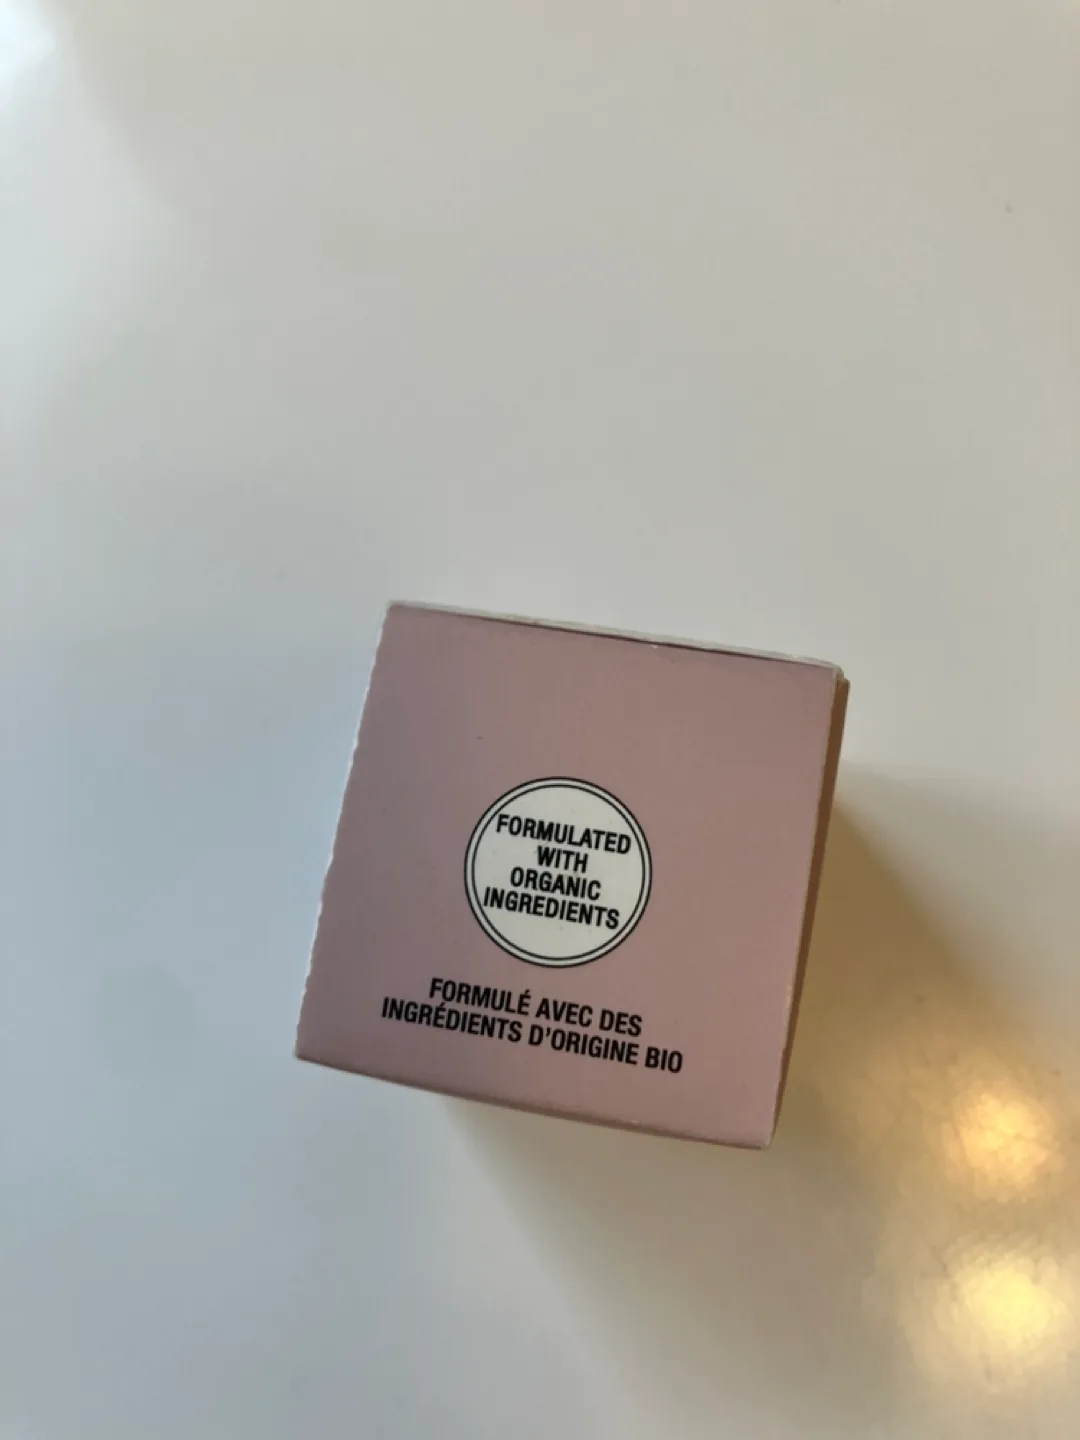 FORMULATED
WITH
ORGANIC
INGREDIENTS
FORMULÉ AVEC DES
INGRÉDIENTS D'ORIGINE BIO